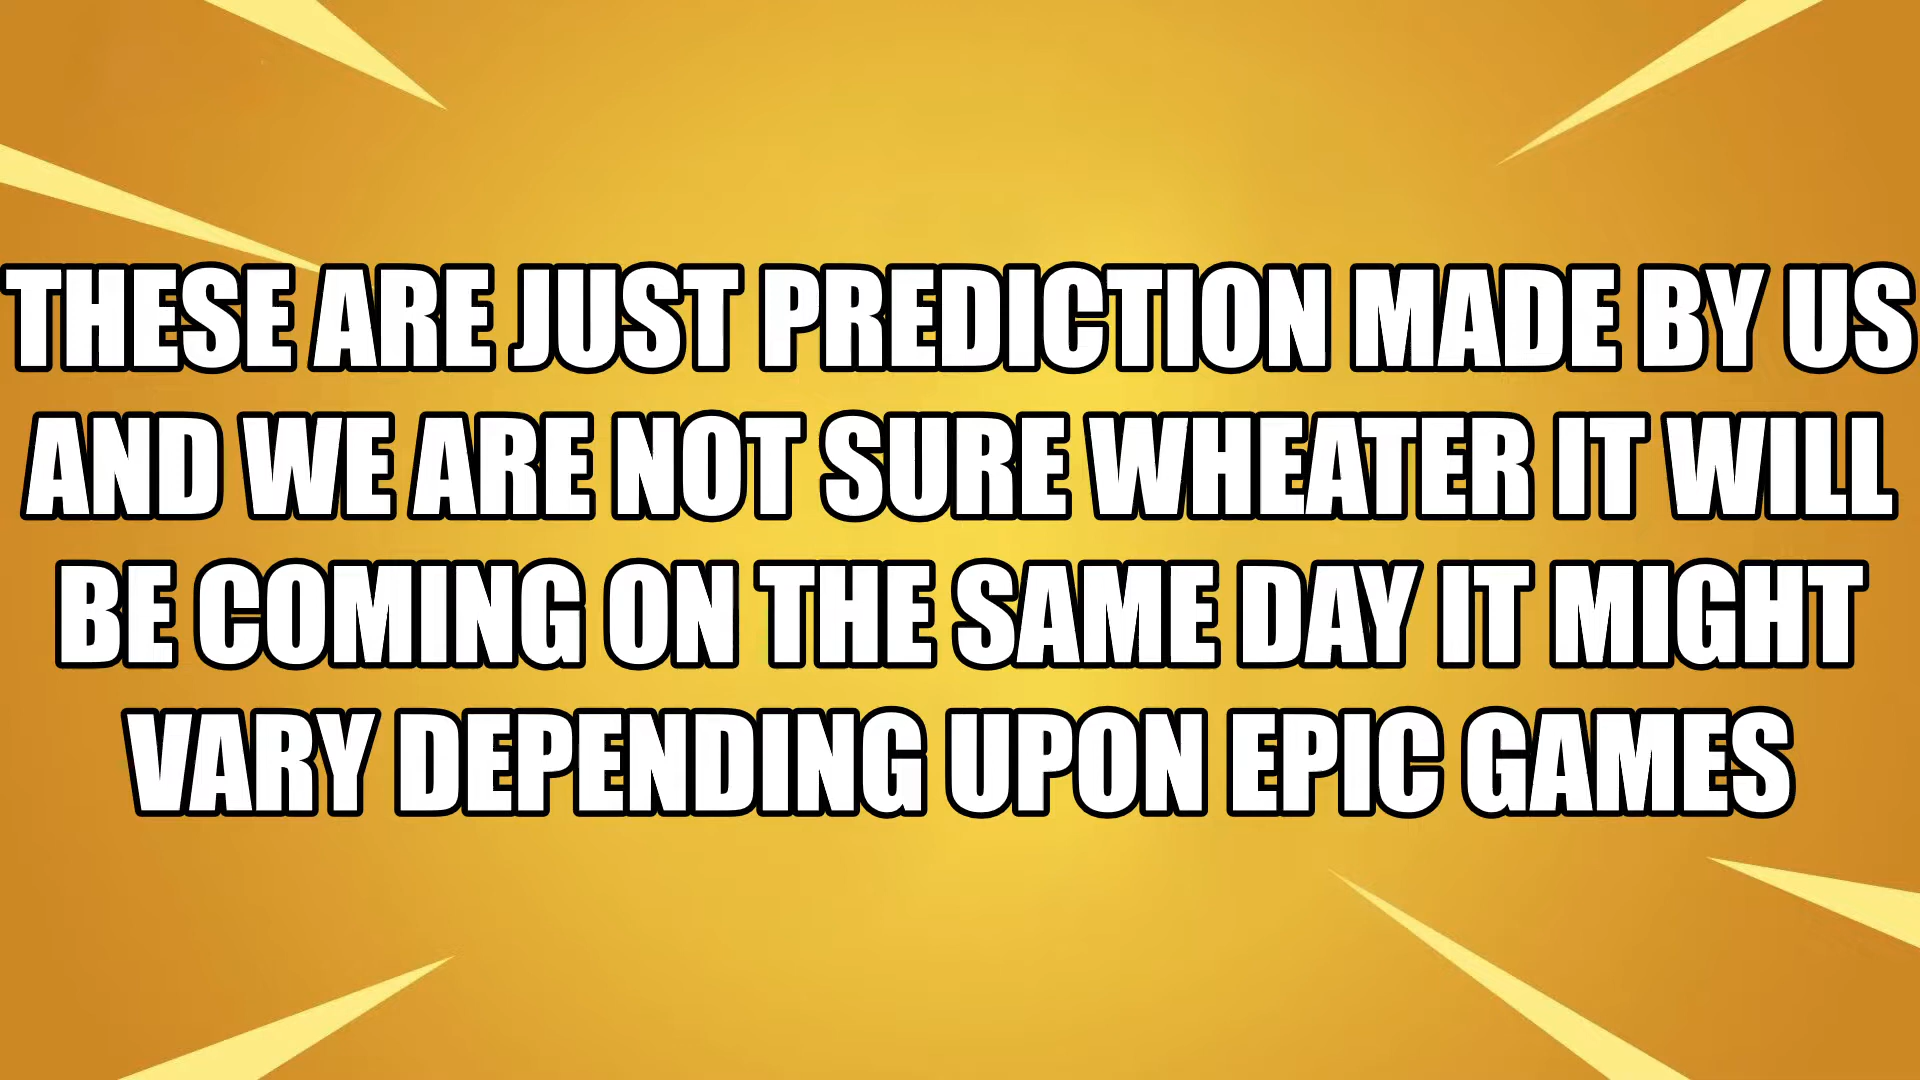 THESE ARE JUST PREDICTION MADE BY US
AND WE ARE NOT SURE WHEATER IT WILL
BE COMING ON THE SAME DAY IT MIGHT
VARY DEPENDING UPON EPIC GAMES